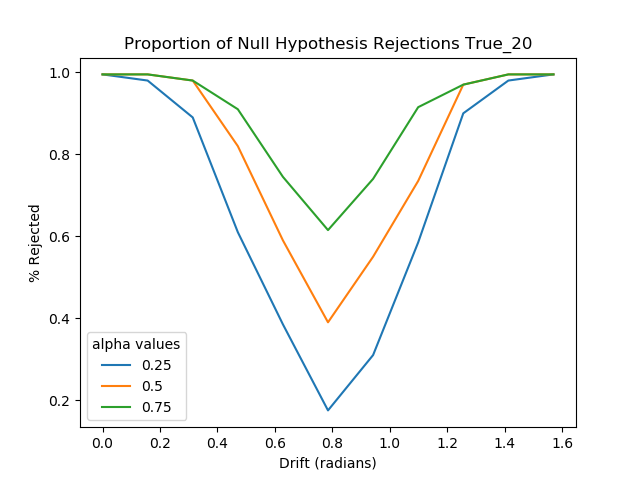 Proportion of Null Hypothesis Rejections True_20
% Rejected
1.0
0.8
0.6
0.4
0.2
alpha values
0.25
0.5
0.75
0.0 0.2 0.4 0.6 0.8 1.0 1.2 1.4 1.6
Drift (radians)